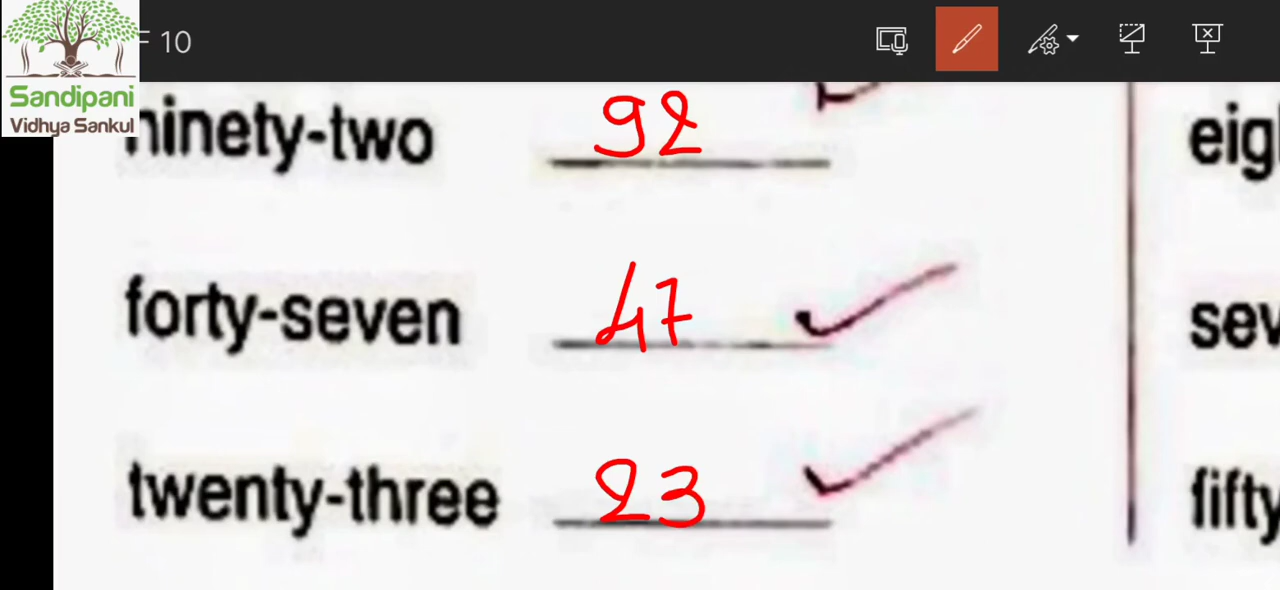 F 10
Sandipani
Vidhya Sankul
ninety-two 92
forty-seven 47
twenty-three 23